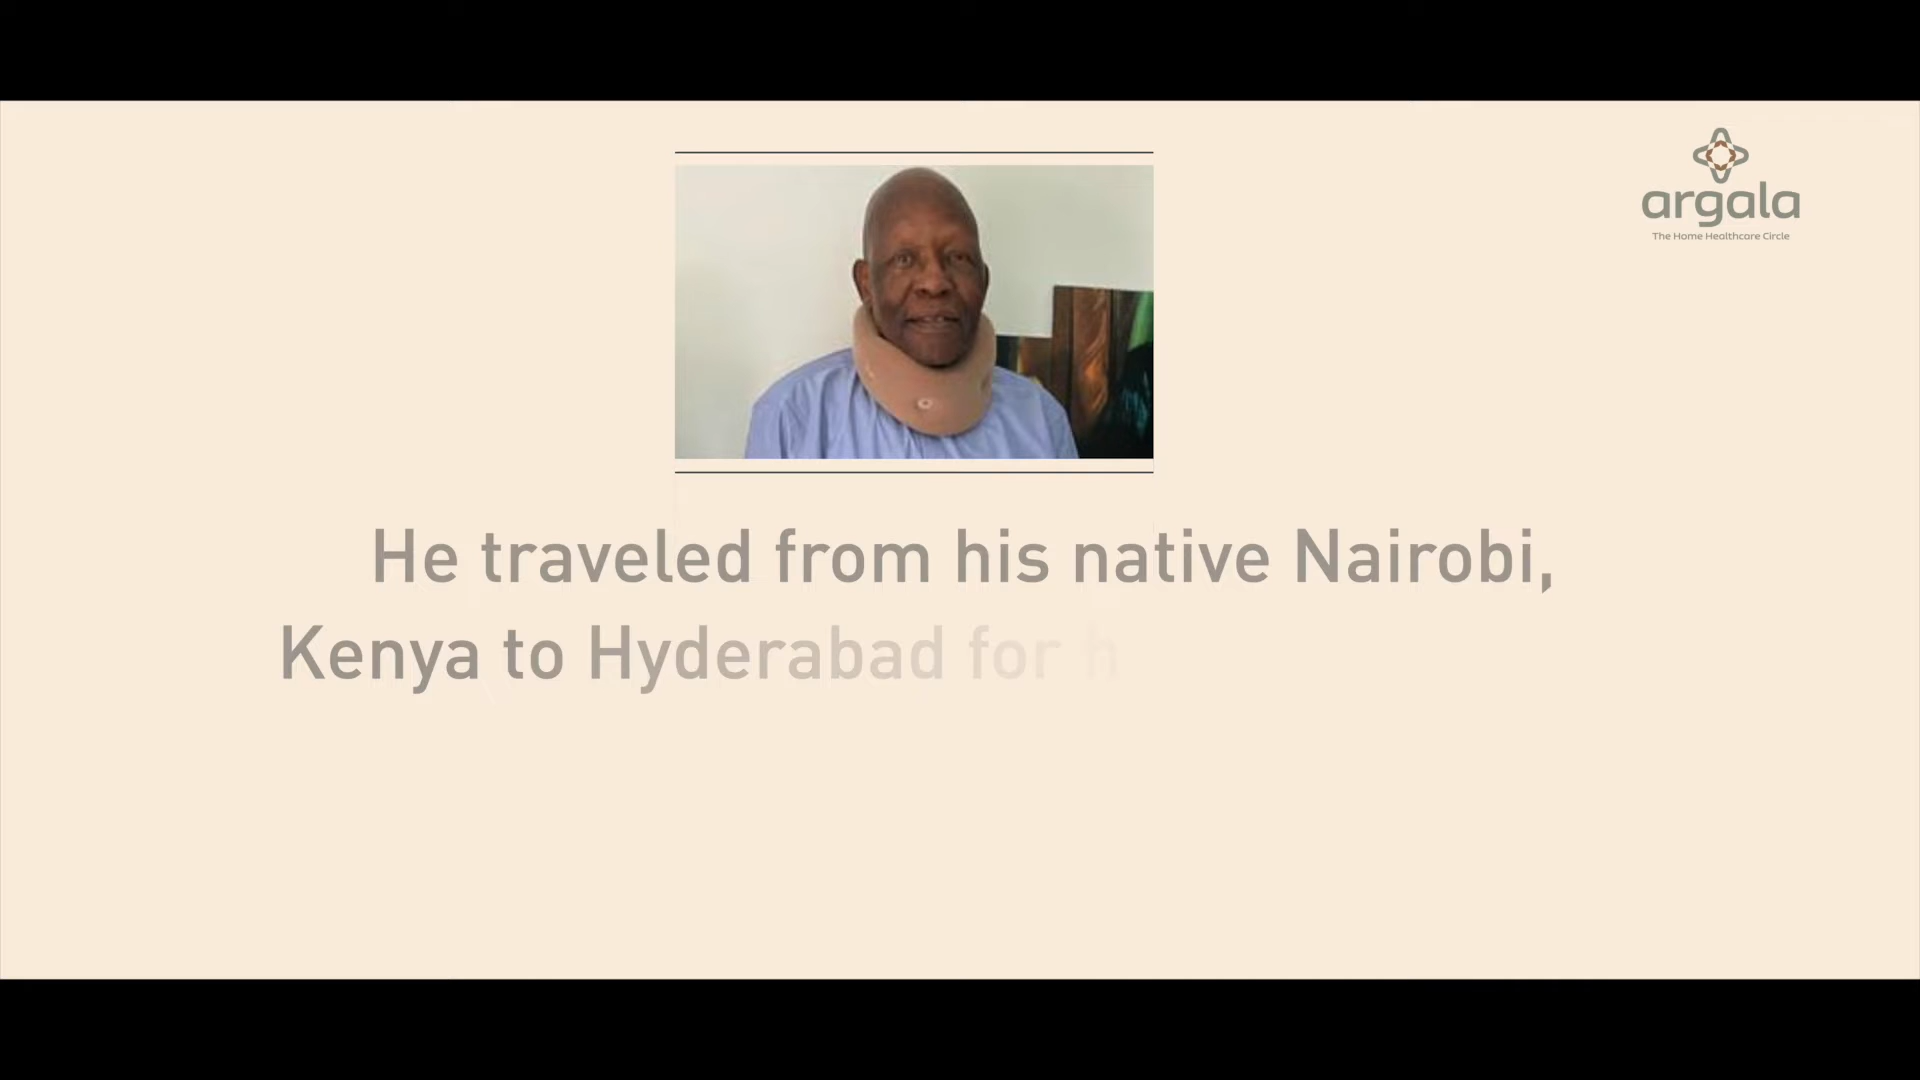 argala
The Home Healthcare Circle
He traveled from his native Nairobi,
Kenya to Hyderabad for h